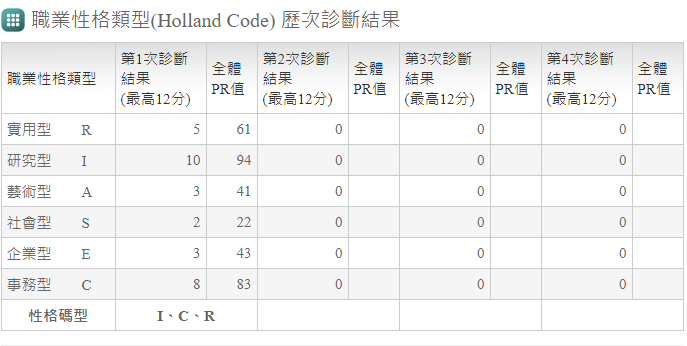 職業性格類型(Holland Code) 歷次診斷結果
職業性格類型 第1次診斷結果(最高12分) 全體PR值 第2次診斷結果(最高12分) 全體PR值 第3次診斷結果(最高12分) 全體PR值 第4次診斷結果(最高12分) 全體PR值
實用型 R 5 61 0 0 0
研究型 I 10 94 0 0 0
藝術型 A 3 41 0 0 0
社會型 S 2 22 0 0 0
企業型 E 3 43 0 0 0
事務型 C 8 83 0 0 0
性格碼型 I、C、R